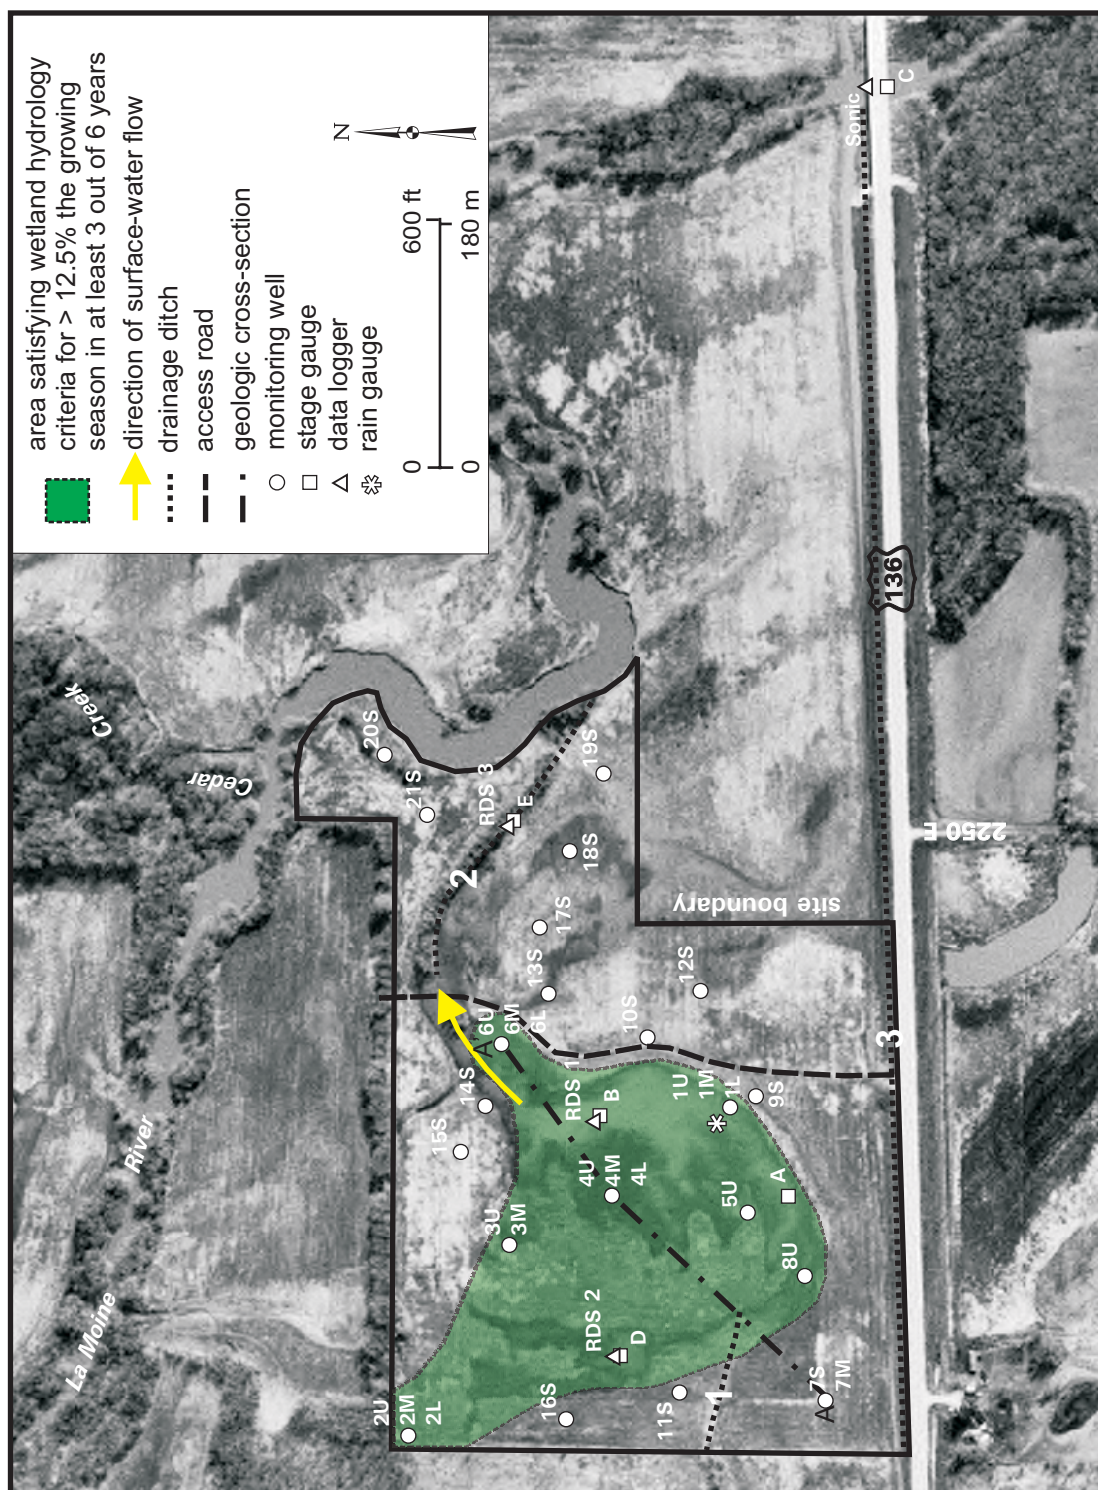 area satisfying wetland hydrology
criteria for > 12.5% the growing
season in at least 3 out of 6 years
direction of surface-water flow
drainage ditch
access road
geologic cross-section
monitoring well
stage gauge
data logger
rain gauge
N
0 600 ft
0 180 m
La Moine River
Cedar Creek
Sonic
C
136
2250 E
site boundary
20S
21S
RDS 3
E
19S
18S
17S
2
13S
12S
10S
A'
6U
6M
6L
14S
15S
RDS 1
B
1U
1M
1L
9S
3
4U
4M
4L
3U
3M
5U
A
8U
RDS 2
D
2U
2M
2L
16S
11S
1
A
7S
7M